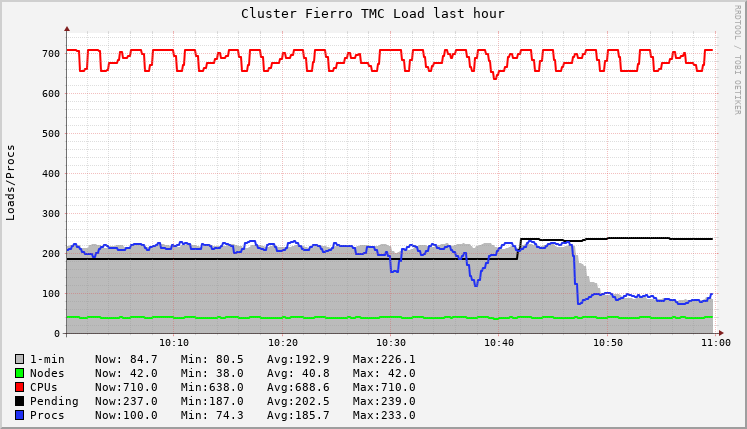 Cluster Fierro TMC Load last hour
RRDTOOL / TOBI OETIKER
Loads/Procs
700
600
500
400
300
200
100
0
10:10 10:20 10:30 10:40 10:50 11:00
1-min Now: 84.7 Min: 80.5 Avg:192.9 Max:226.1
Nodes Now: 42.0 Min: 38.0 Avg: 40.8 Max: 42.0
CPUs Now:710.0 Min:638.0 Avg:688.6 Max:710.0
Pending Now:237.0 Min:187.0 Avg:202.5 Max:239.0
Procs Now:100.0 Min: 74.3 Avg:185.7 Max:233.0